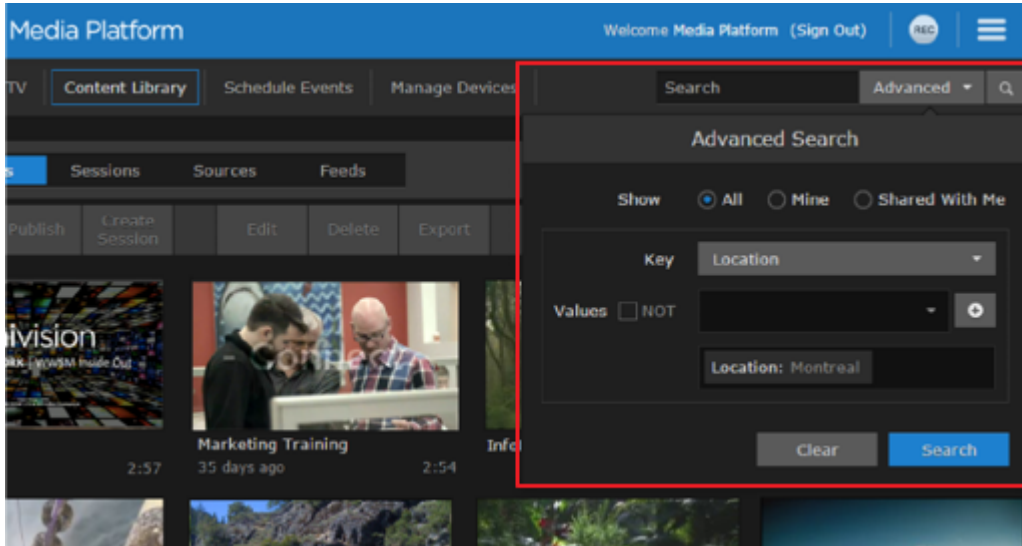 Media Platform
Welcome Media Platform (Sign Out)
REC
TV
Content Library
Schedule Events
Manage Devices
Search
Advanced
Advanced Search
Sessions
Sources
Feeds
Show
All
Mine
Shared With Me
Publish
Create
Session
Edit
Delete
Export
Key
Location
Values
NOT
Location: Montreal
Connect
Marketing Training
35 days ago
2:54
2:57
Clear
Search